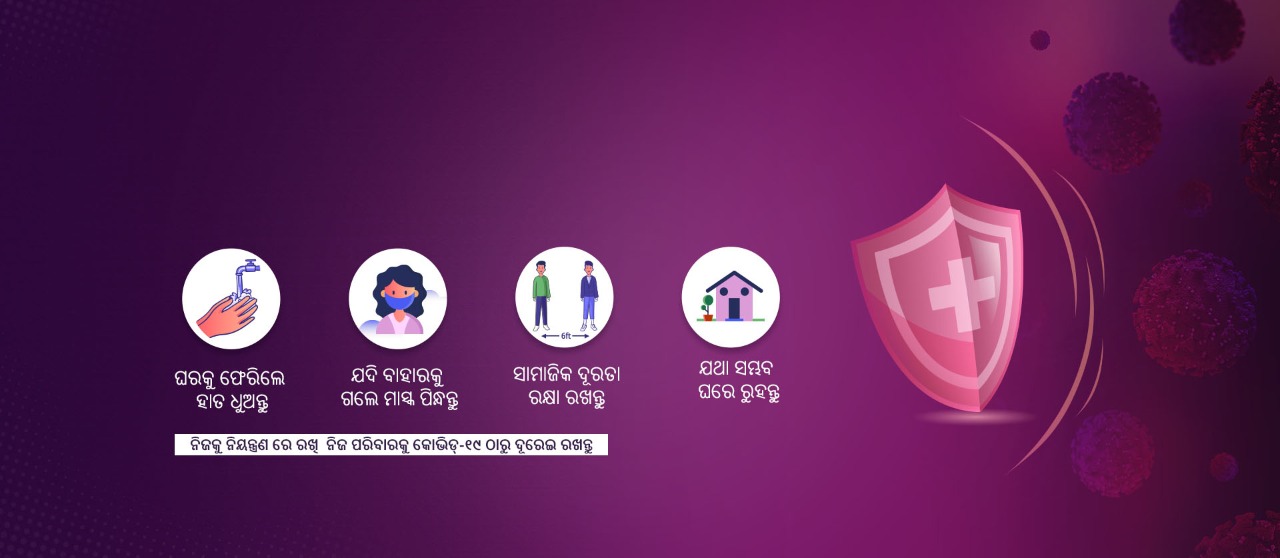 6ft
ଘରକୁ ଫେରିଲେ
ହାତ ଧୁଅନ୍ତୁ
ଯଦି ବାହାରକୁ
ଗଲେ ମାସ୍କ ପିନ୍ଧନ୍ତୁ
ସାମାଜିକ ଦୂରତା
ରକ୍ଷା ରଖନ୍ତୁ
ଯଥା ସମ୍ଭବ
ଘରେ ରୁହନ୍ତୁ
ନିଜକୁ ନିୟନ୍ତ୍ରଣ ରେ ରଖି ନିଜ ପରିବାରକୁ କୋଭିଡ୍-୧୯ ଠାରୁ ଦୂରେଇ ରଖନ୍ତୁ